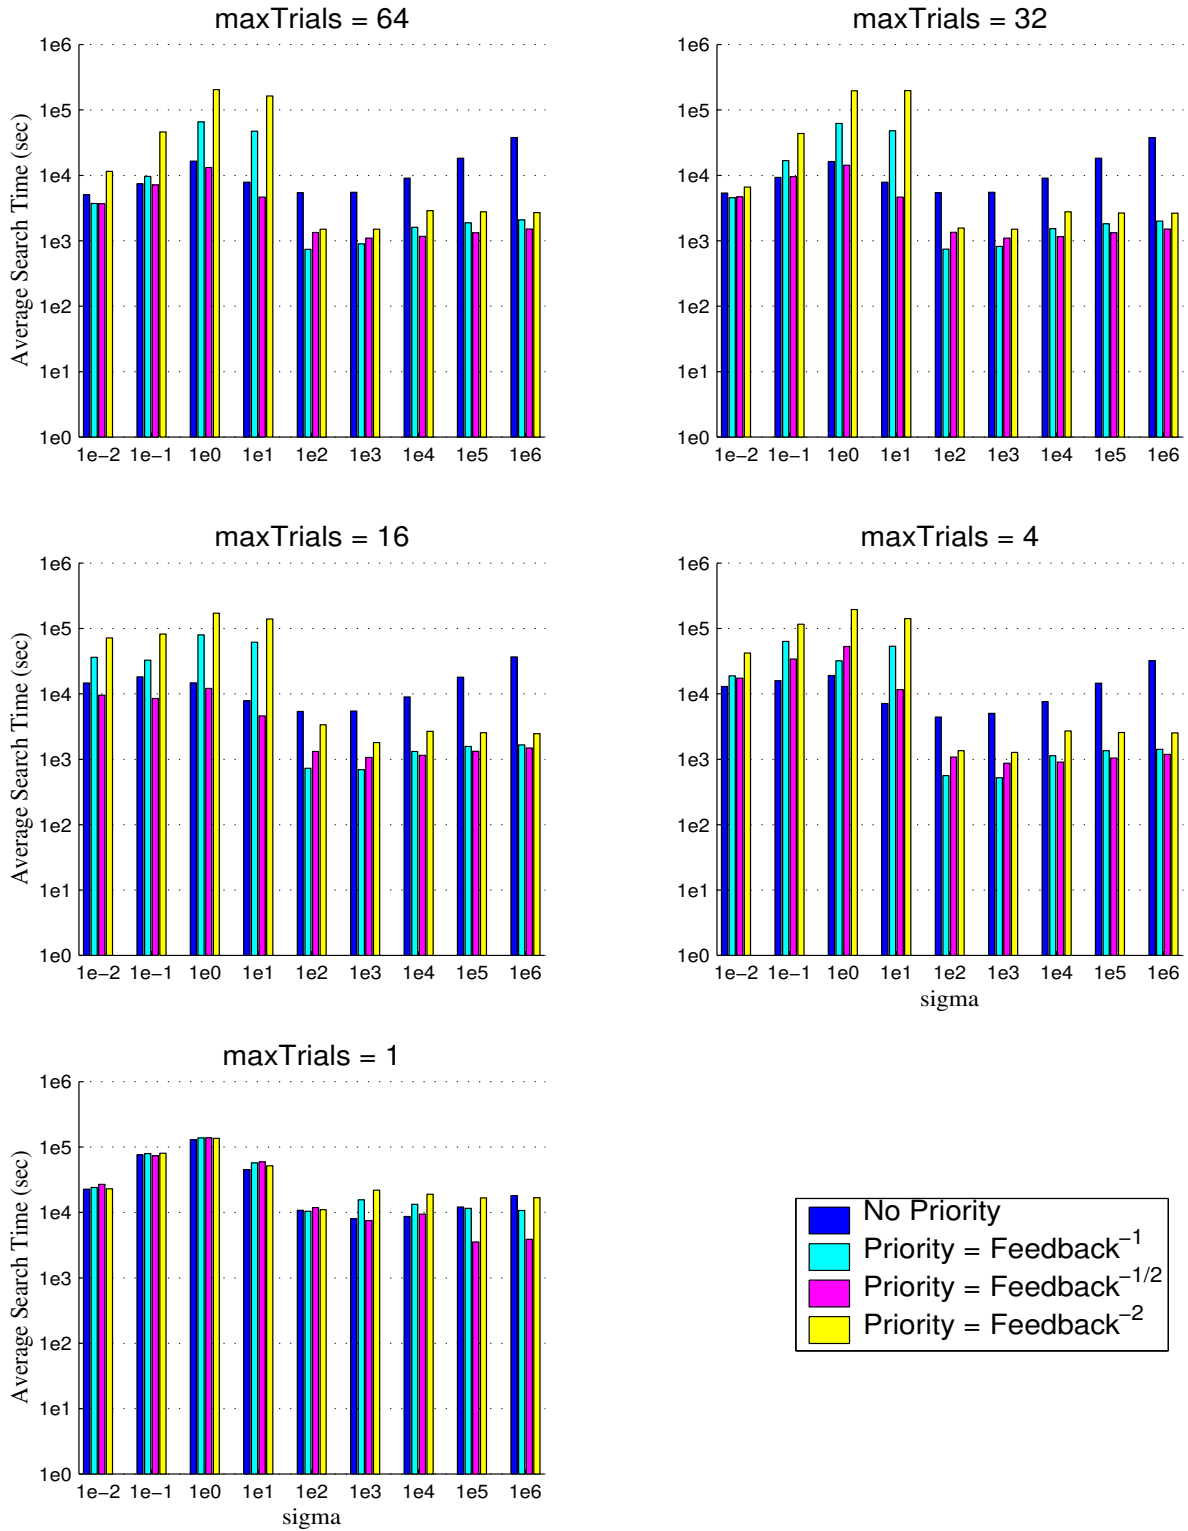 maxTrials = 64
1e6
1e5
1e4
1e3
1e2
1e1
1e0
Average Search Time (sec)
1e−2 1e−1 1e0 1e1 1e2 1e3 1e4 1e5 1e6
maxTrials = 32
1e6
1e5
1e4
1e3
1e2
1e1
1e0
1e−2 1e−1 1e0 1e1 1e2 1e3 1e4 1e5 1e6
maxTrials = 16
1e6
1e5
1e4
1e3
1e2
1e1
1e0
Average Search Time (sec)
1e−2 1e−1 1e0 1e1 1e2 1e3 1e4 1e5 1e6
maxTrials = 4
1e6
1e5
1e4
1e3
1e2
1e1
1e0
1e−2 1e−1 1e0 1e1 1e2 1e3 1e4 1e5 1e6
sigma
maxTrials = 1
1e6
1e5
1e4
1e3
1e2
1e1
1e0
Average Search Time (sec)
1e−2 1e−1 1e0 1e1 1e2 1e3 1e4 1e5 1e6
sigma
No Priority
Priority = Feedback−1
Priority = Feedback−1/2
Priority = Feedback−2